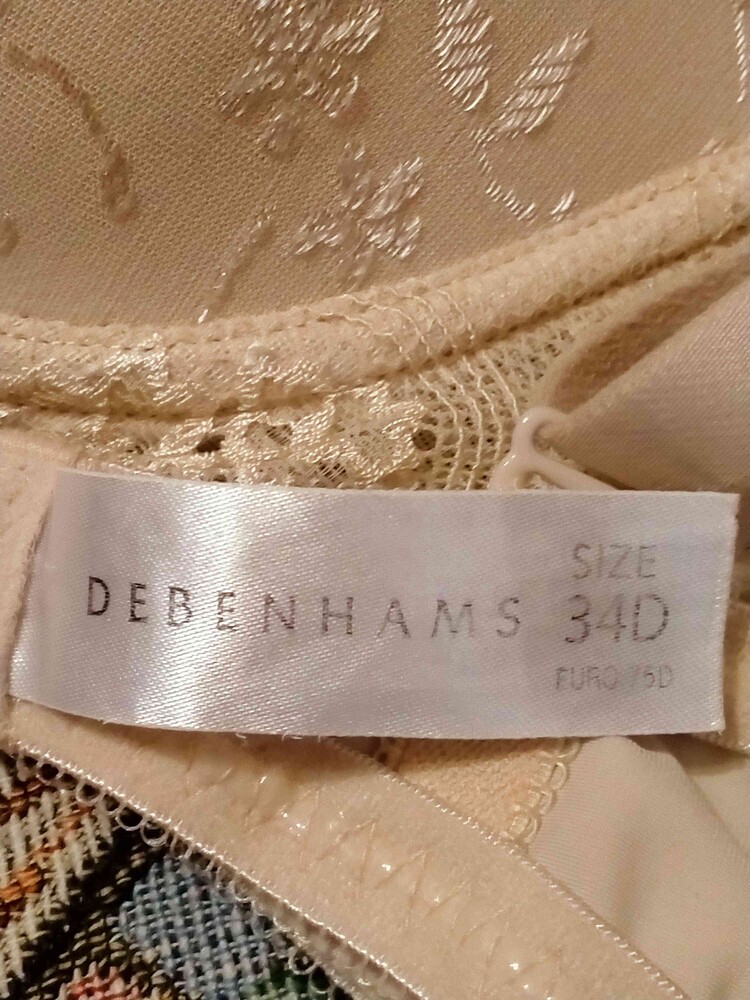 DEBENHAMS
SIZE
34D
EURO 75D